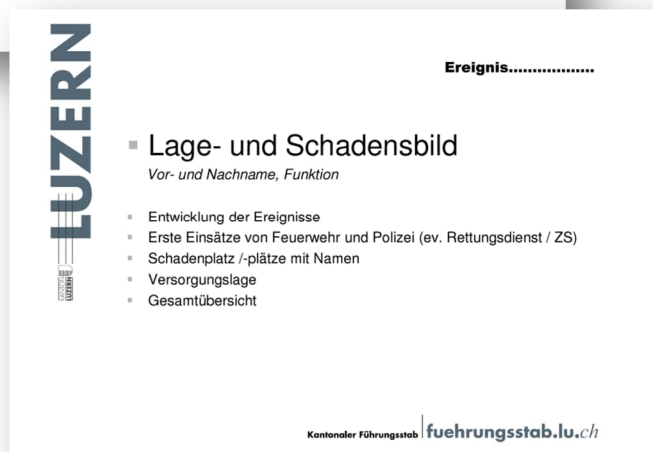 LUZERN
Ereignis..................
Lage- und Schadensbild
Vor- und Nachname, Funktion
Entwicklung der Ereignisse
Erste Einsätze von Feuerwehr und Polizei (ev. Rettungsdienst / ZS)
Schadenplatz /-plätze mit Namen
Versorgungslage
Gesamtübersicht
LUZERN
Kantonaler Führungsstab
fuehrungsstab.lu.ch